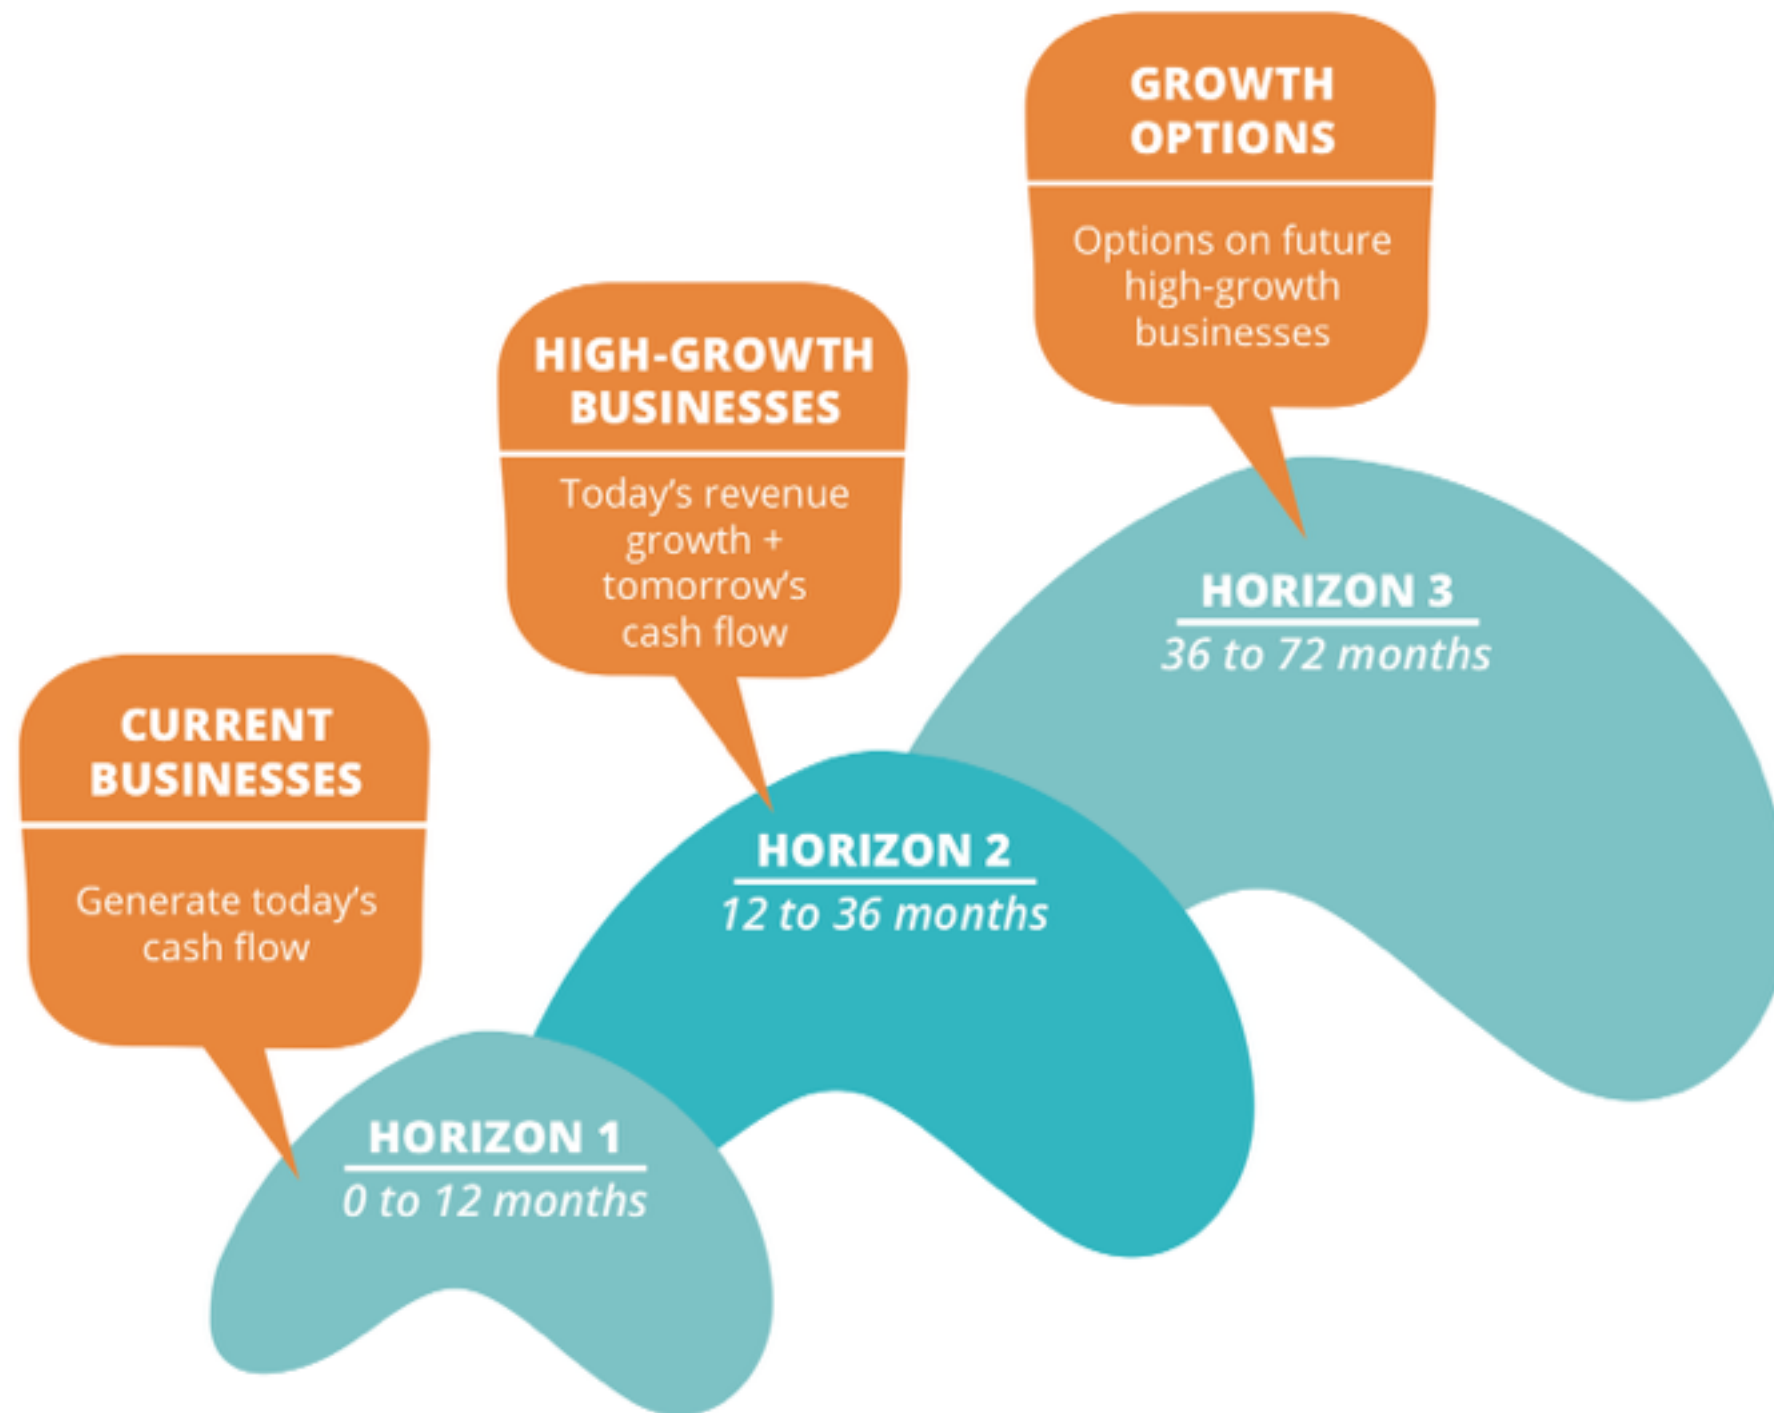 GROWTH
OPTIONS
Options on future
high-growth
businesses
HIGH-GROWTH
BUSINESSES
Today’s revenue
growth +
tomorrow’s
cash flow
HORIZON 3
36 to 72 months
CURRENT
BUSINESSES
Generate today’s
cash flow
HORIZON 2
12 to 36 months
HORIZON 1
0 to 12 months